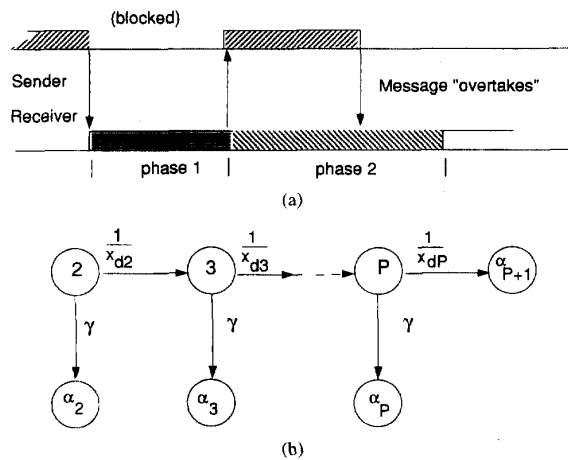 (blocked)
Sender
Message "overtakes"
Receiver
phase 1
phase 2
(a)
1/x_d2
1/x_d3
1/x_dP
2
3
P
α_P+1
γ
γ
γ
α_2
α_3
α_P
(b)